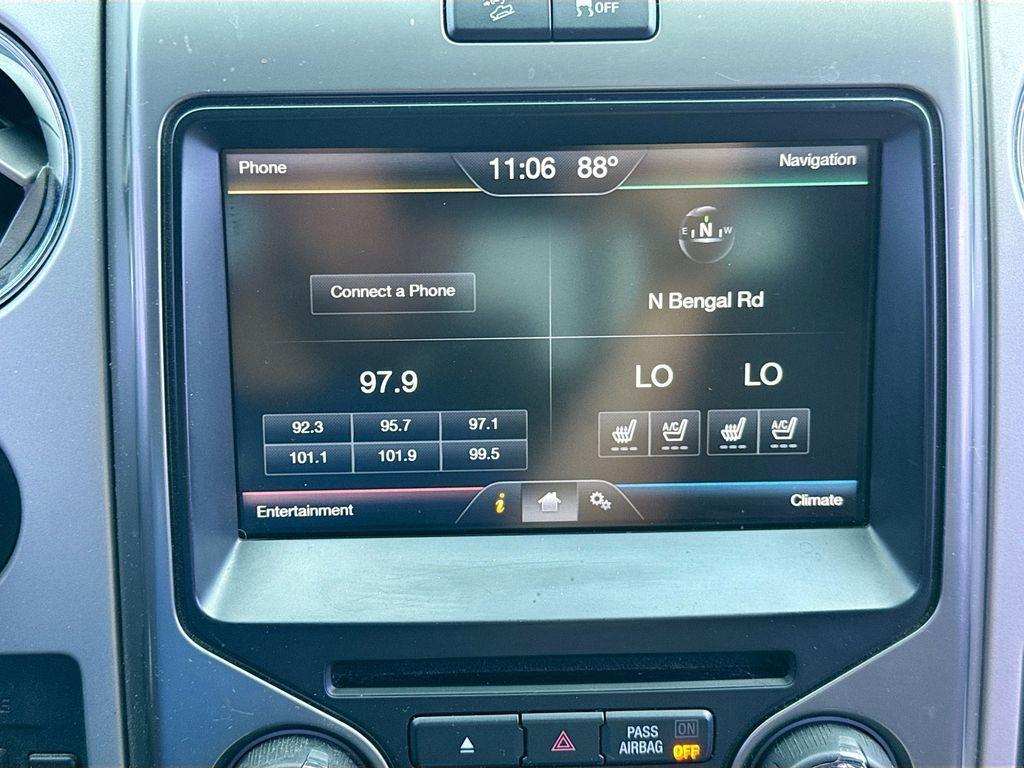 OFF
Phone
11:06 88°
Navigation
E N W
Connect a Phone
N Bengal Rd
97.9
LO LO
92.3 95.7 97.1
A/C A/C
101.1 101.9 99.5
i
Entertainment
Climate
PASS
AIRBAG
ON
OFF